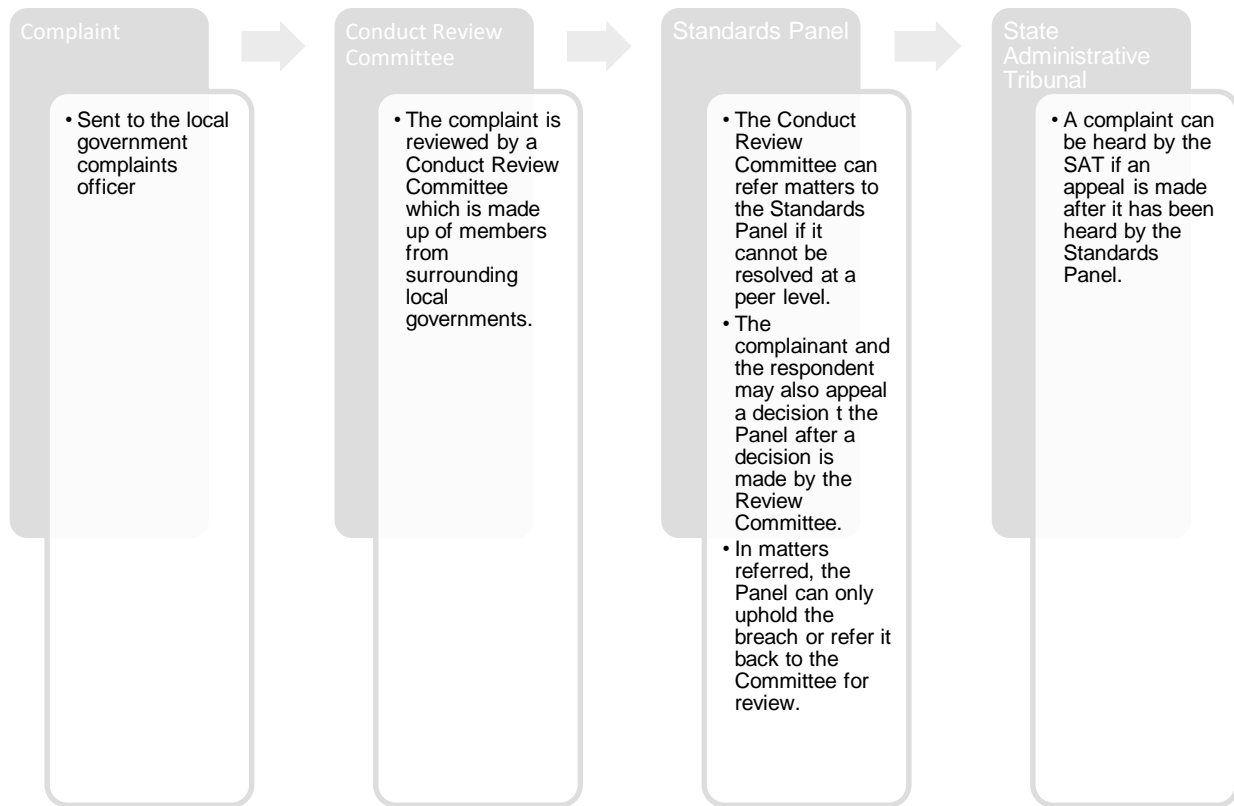 Complaint
• Sent to the local
government
complaints
officer
Conduct Review
Committee
• The complaint is
reviewed by a
Conduct Review
Committee
which is made
up of members
from
surrounding
local
governments.
Standards Panel
• The Conduct
Review
Committee can
refer matters to
the Standards
Panel if it
cannot be
resolved at a
peer level.
• The
complainant and
the respondent
may also appeal
a decision t the
Panel after a
decision is
made by the
Review
Committee.
• In matters
referred, the
Panel can only
uphold the
breach or refer it
back to the
Committee for
review.
State
Administrative
Tribunal
• A complaint can
be heard by the
SAT if an
appeal is made
after it has been
heard by the
Standards
Panel.